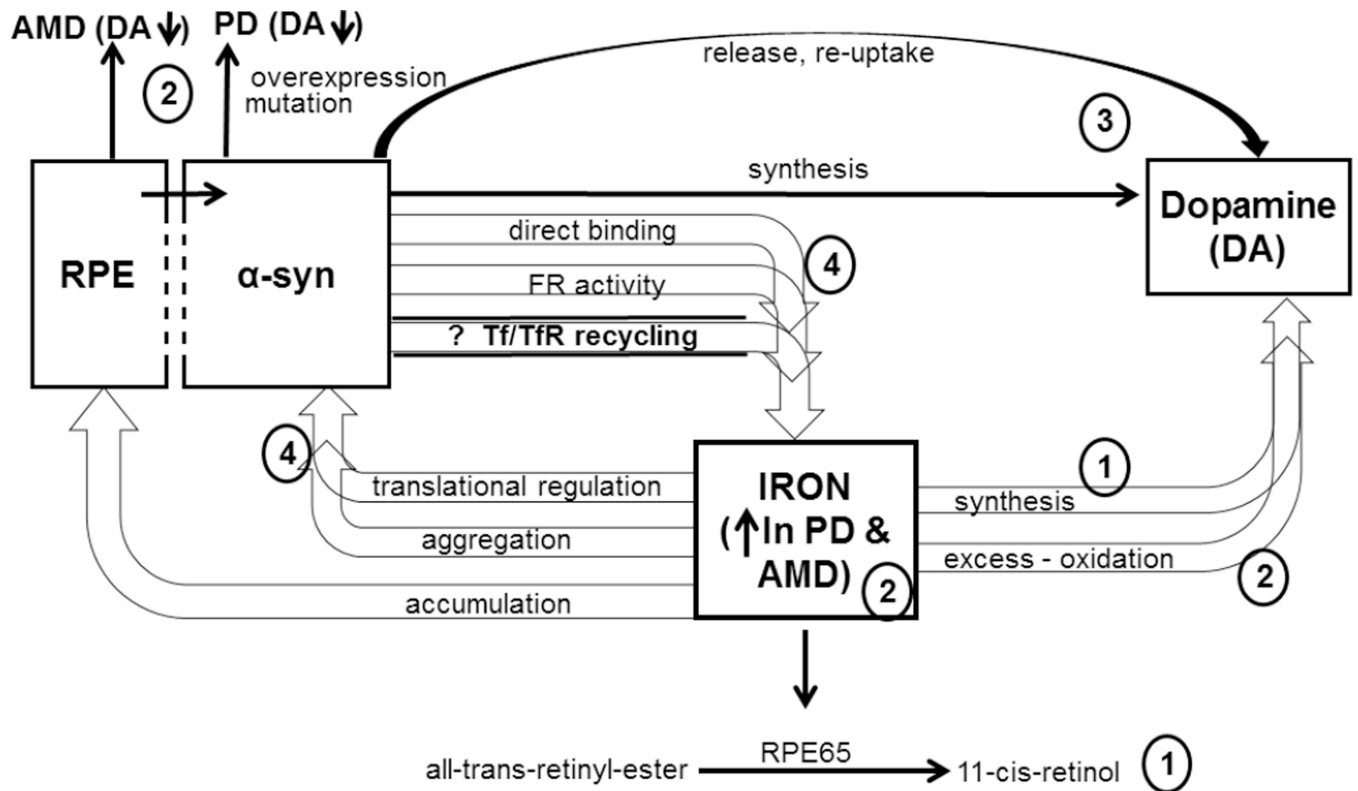 AMD (DA ↓)
PD (DA ↓)
2
overexpression
mutation
release, re-uptake
3
synthesis
RPE
α-syn
Dopamine
(DA)
direct binding
4
FR activity
? Tf/TfR recycling
4
translational regulation
aggregation
accumulation
IRON
(↑In PD &
AMD)
2
1
synthesis
excess - oxidation
2
RPE65
all-trans-retinyl-ester
11-cis-retinol
1